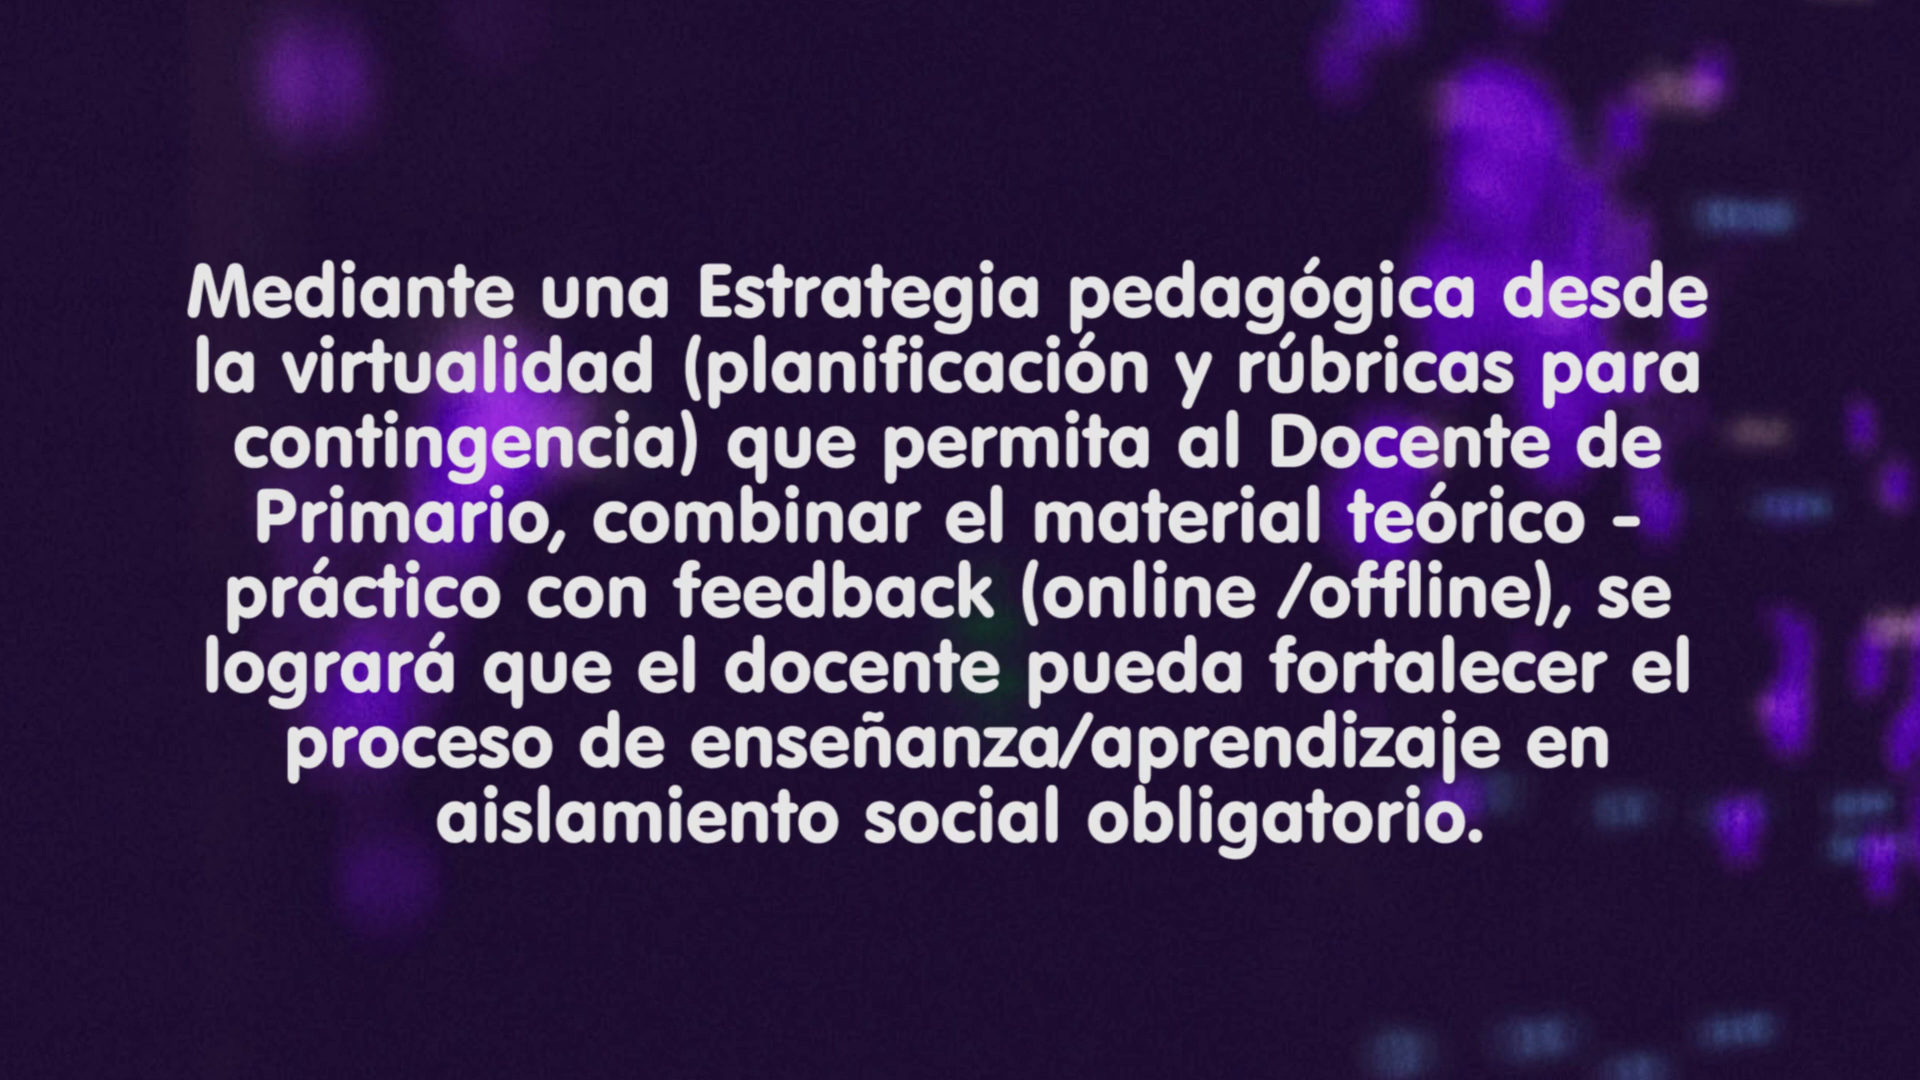 Mediante una Estrategia pedagógica desde
la virtualidad (planificación y rúbricas para
contingencia) que permita al Docente de
Primario, combinar el material teórico -
práctico con feedback (online /offline), se
logrará que el docente pueda fortalecer el
proceso de enseñanza/aprendizaje en
aislamiento social obligatorio.